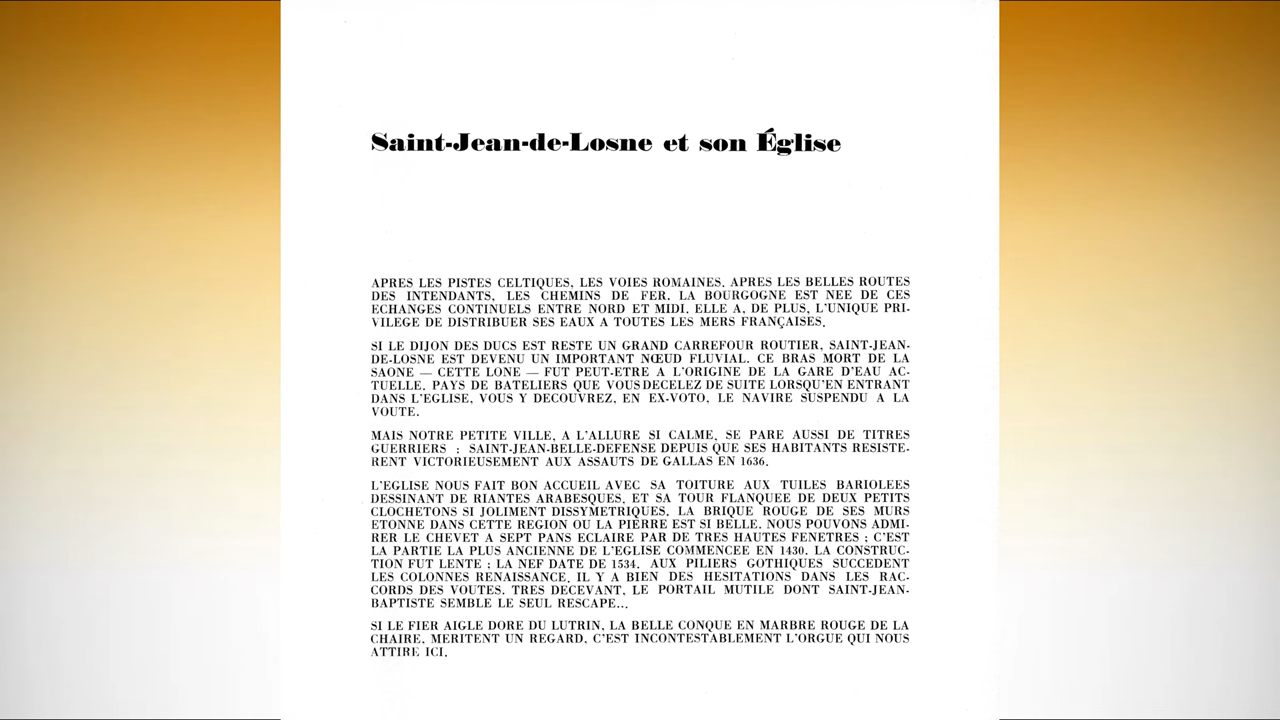 Saint-Jean-de-Losne et son Église
APRES LES PISTES CELTIQUES, LES VOIES ROMAINES. APRES LES BELLES ROUTES
DES INTENDANTS, LES CHEMINS DE FER. LA BOURGOGNE EST NEE DE CES
ECHANGES CONTINUELS ENTRE NORD ET MIDI. ELLE A, DE PLUS, L'UNIQUE PRI-
VILEGE DE DISTRIBUER SES EAUX A TOUTES LES MERS FRANÇAISES.
SI LE DIJON DES DUCS EST RESTE UN GRAND CARREFOUR ROUTIER, SAINT-JEAN-
DE-LOSNE EST DEVENU UN IMPORTANT NŒUD FLUVIAL. CE BRAS MORT DE LA
SAONE — CETTE LONE — FUT PEUT-ETRE A L'ORIGINE DE LA GARE D'EAU AC-
TUELLE. PAYS DE BATELIERS QUE VOUS DECELEZ DE SUITE LORSQU'EN ENTRANT
DANS L'EGLISE, VOUS Y DECOUVREZ, EN EX-VOTO, LE NAVIRE SUSPENDU A LA
VOUTE.
MAIS NOTRE PETITE VILLE, A L'ALLURE SI CALME, SE PARE AUSSI DE TITRES
GUERRIERS : SAINT-JEAN-BELLE-DEFENSE DEPUIS QUE SES HABITANTS RESISTE-
RENT VICTORIEUSEMENT AUX ASSAUTS DE GALLAS EN 1636.
L'EGLISE NOUS FAIT BON ACCUEIL AVEC SA TOITURE AUX TUILES BARIOLEES
DESSINANT DE RIANTES ARABESQUES, ET SA TOUR FLANQUEE DE DEUX PETITS
CLOCHETONS SI JOLIMENT DISSYMETRIQUES. LA BRIQUE ROUGE DE SES MURS
ETONNE DANS CETTE REGION OU LA PIERRE EST SI BELLE. NOUS POUVONS ADMI-
RER LE CHEVET A SEPT PANS ECLAIRE PAR DE TRES HAUTES FENETRES ; C'EST
LA PARTIE LA PLUS ANCIENNE DE L'EGLISE COMMENCEE EN 1430. LA CONSTRUC-
TION FUT LENTE ; LA NEF DATE DE 1534. AUX PILIERS GOTHIQUES SUCCEDENT
LES COLONNES RENAISSANCE. IL Y A BIEN DES HESITATIONS DANS LES RAC-
CORDS DES VOUTES. TRES DECEVANT, LE PORTAIL MUTILE DONT SAINT-JEAN-
BAPTISTE SEMBLE LE SEUL RESCAPE...
SI LE FIER AIGLE DORE DU LUTRIN, LA BELLE CONQUE EN MARBRE ROUGE DE LA
CHAIRE, MERITENT UN REGARD, C'EST INCONTESTABLEMENT L'ORGUE QUI NOUS
ATTIRE ICI.